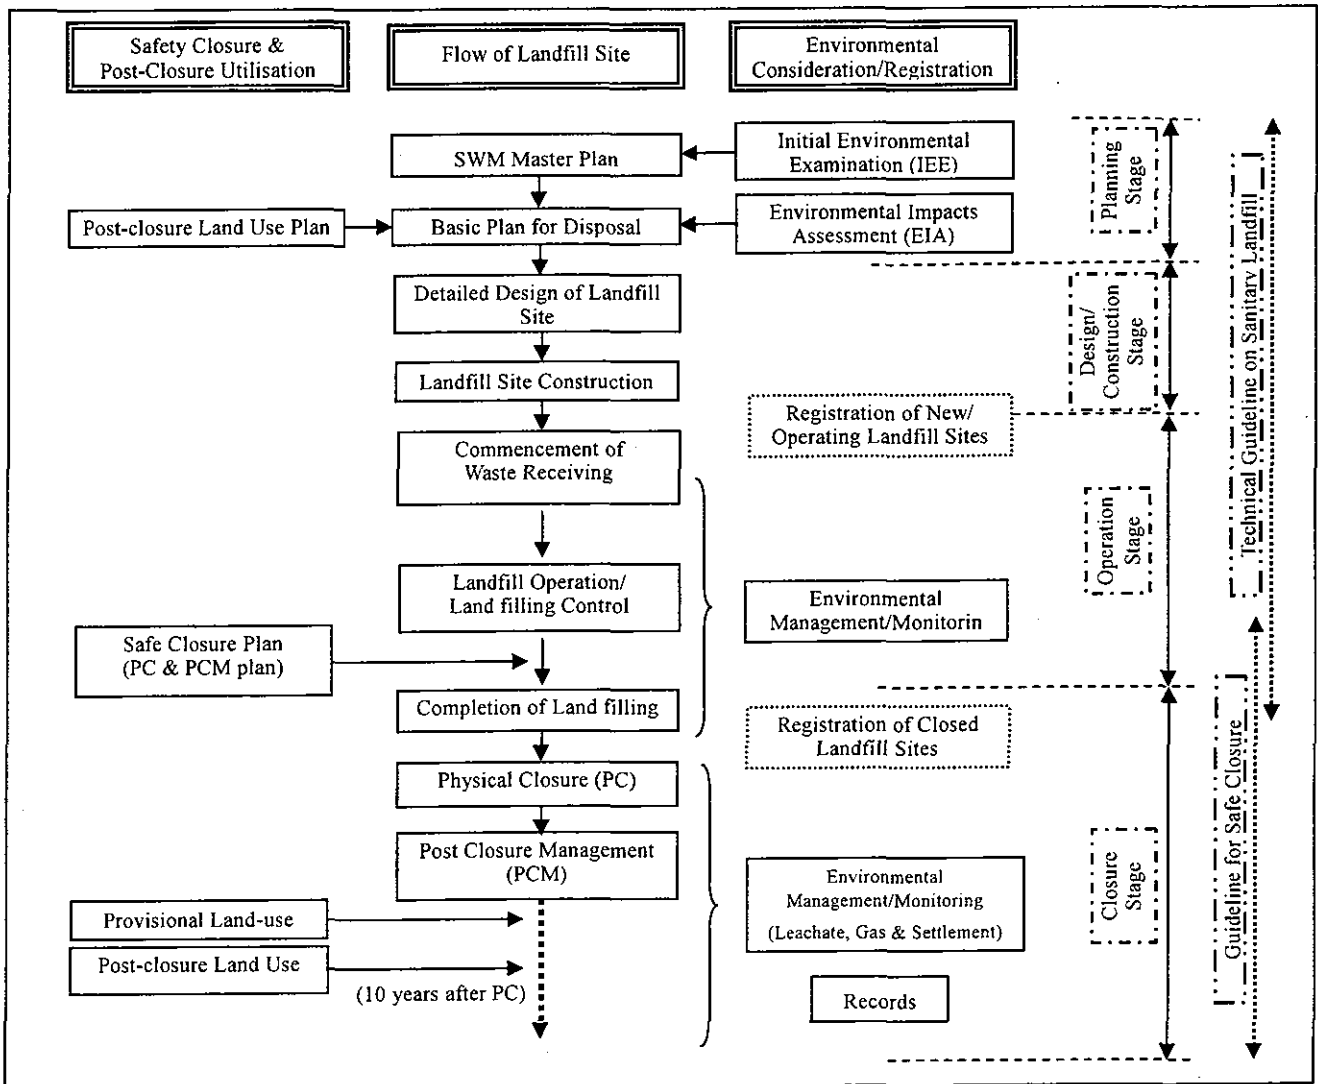 Safety Closure &
Post-Closure Utilisation
Flow of Landfill Site
Environmental
Consideration/Registration
SWM Master Plan
Initial Environmental
Examination (IEE)
Post-closure Land Use Plan
Basic Plan for Disposal
Environmental Impacts
Assessment (EIA)
Detailed Design of Landfill
Site
Landfill Site Construction
Registration of New/
Operating Landfill Sites
Commencement of
Waste Receiving
Landfill Operation/
Land filling Control
Environmental
Management/Monitorin
Safe Closure Plan
(PC & PCM plan)
Completion of Land filling
Registration of Closed
Landfill Sites
Physical Closure (PC)
Post Closure Management
(PCM)
Environmental
Management/Monitoring
(Leachate, Gas & Settlement)
Provisional Land-use
Post-closure Land Use
(10 years after PC)
Records
Planning
Stage
Design/
Construction
Stage
Operation
Stage
Closure
Stage
Technical Guideline on Sanitary Landfill
Guideline for Safe Closure